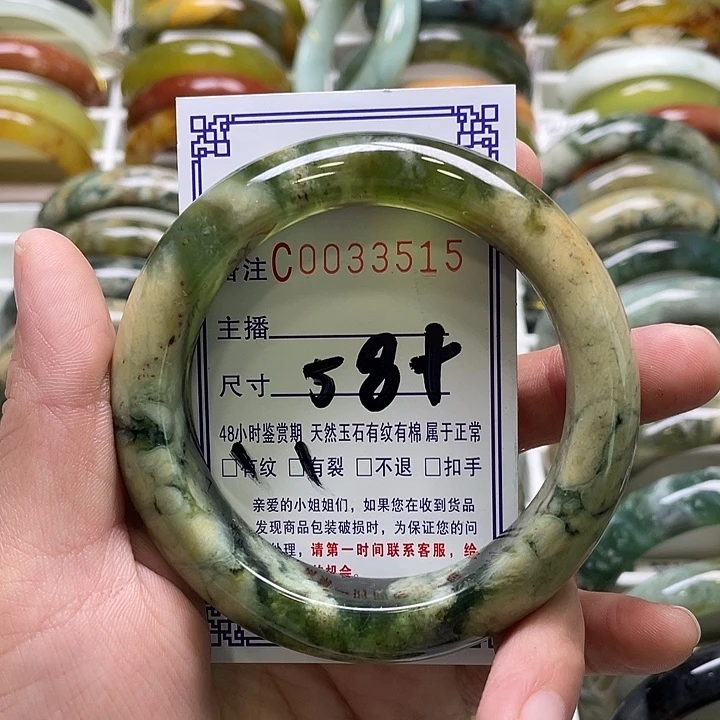 备注C0033515
主播
尺寸 58+
48小时鉴赏期 天然玉石有纹有棉 属于正常
□有纹 □有裂 □不退 □扣手
亲爱的小姐姐们，如果您在收到货品
发现商品包装破损时，为保证您的问
处理，请第一时间联系客服，给
机会。